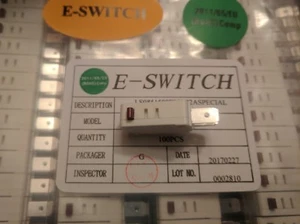 E-SWITCH
E-SWITCH
DESCRIPTION
MODEL
QUANTITY 100PCS
PACKAGER G DATE 20170227
INSPECTOR LOT NO. 0002810